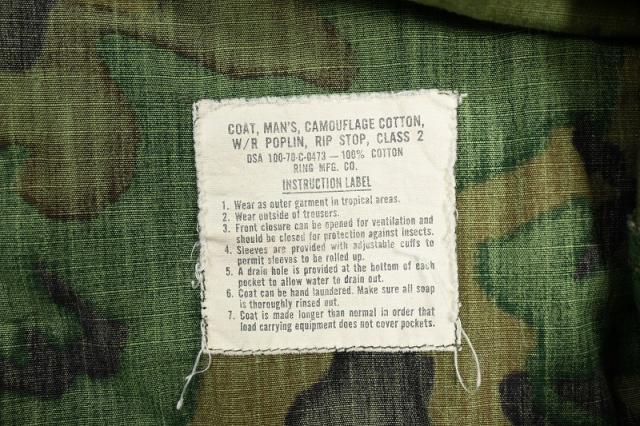 COAT, MAN'S, CAMOUFLAGE COTTON,
W/R POPLIN, RIP STOP, CLASS 2
DSA 100-70-C-0473 — 100% COTTON
RING MFG. CO.
INSTRUCTION LABEL
1. Wear as outer garment in tropical areas.
2. Wear outside of trousers.
3. Front closure can be opened for ventilation and
should be closed for protection against insects.
4. Sleeves are provided with adjustable cuffs to
permit sleeves to be rolled up.
5. A drain hole is provided at the bottom of each
pocket to allow water to drain out.
6. Coat can be hand laundered. Make sure all soap
is thoroughly rinsed out.
7. Coat is made longer than normal in order that
load carrying equipment does not cover pockets.